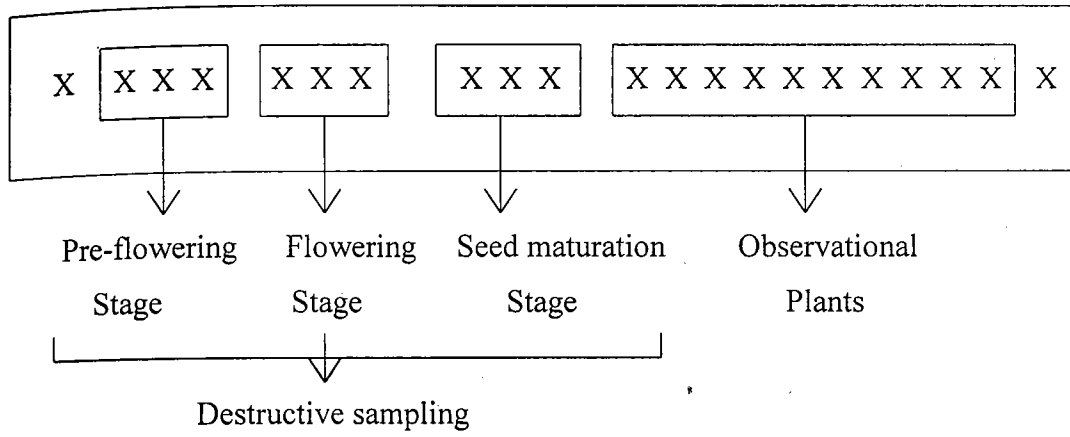 X X X X X X X X X X X X X X X X X X X X X
Pre-flowering Flowering Seed maturation Observational
Stage Stage Stage Plants
Destructive sampling